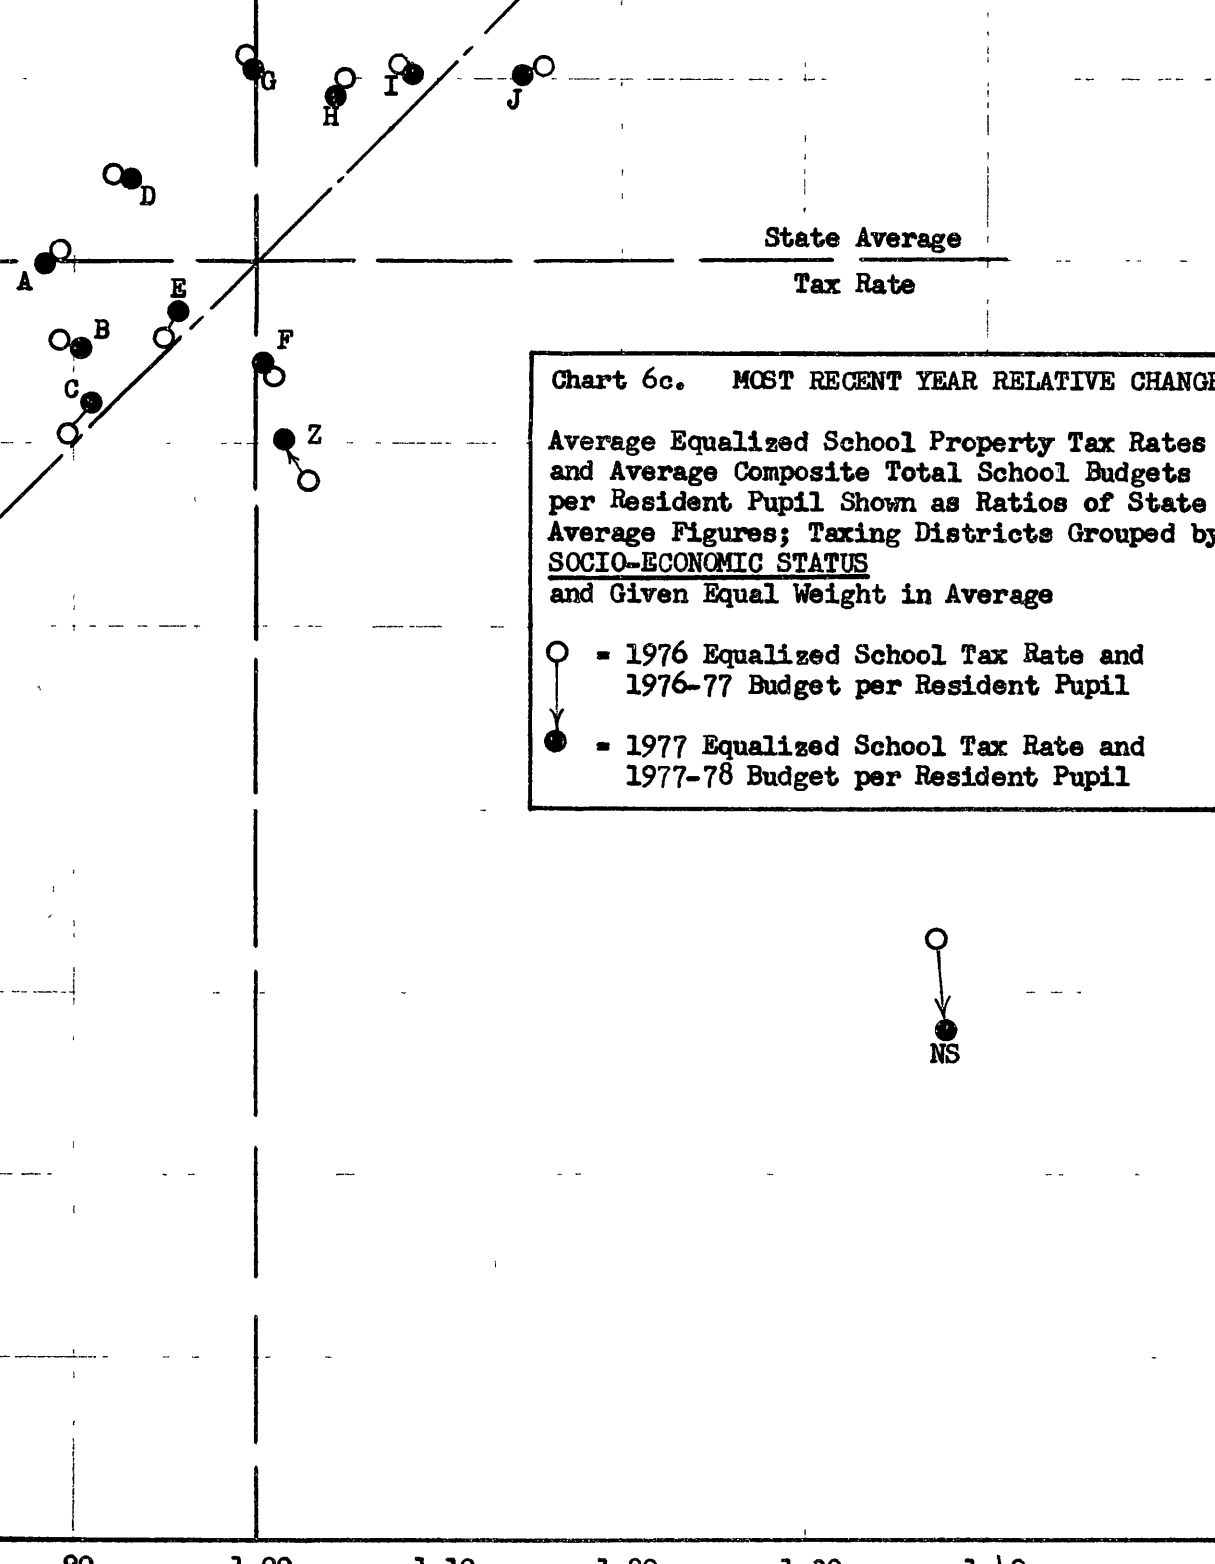 G
I
J
H
D
State Average
A
Tax Rate
E
B
F
C
Z
Chart 6c. MOST RECENT YEAR RELATIVE
Average Equalized School Property Tax Rates
and Average Composite Total School Budgets
per Resident Pupil Shown as Ratios of State
Average Figures; Taxing Districts Grouped by
SOCIO-ECONOMIC STATUS
and Given Equal Weight in Average
= 1976 Equalized School Tax Rate and
1976-77 Budget per Resident Pupil
= 1977 Equalized School Tax Rate and
1977-78 Budget per Resident Pupil
NS